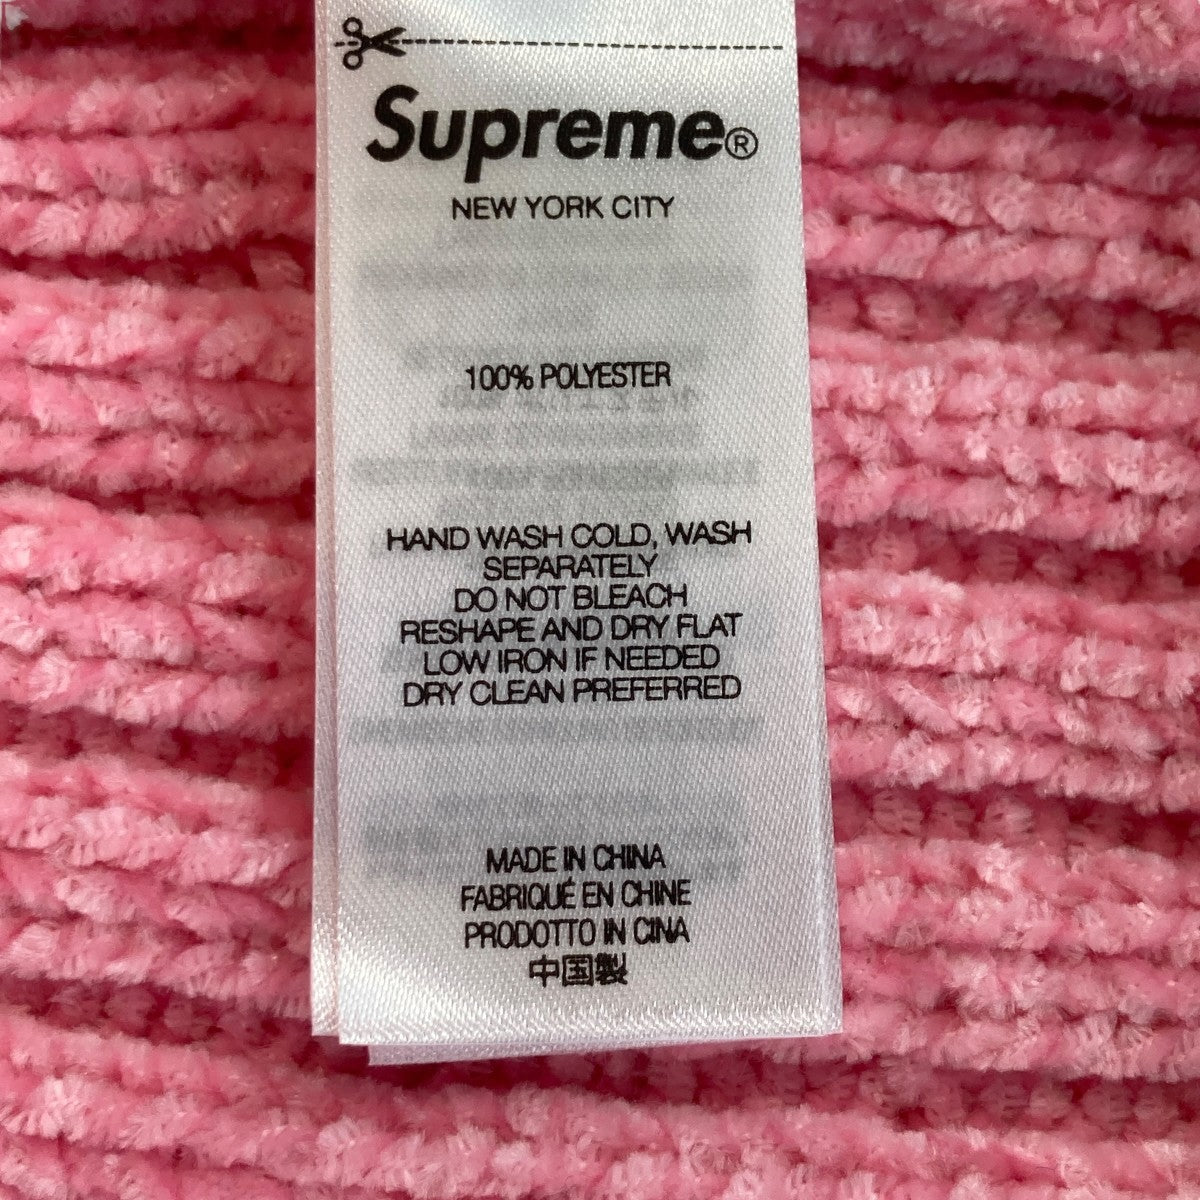 Supreme®
NEW YORK CITY
100% POLYESTER
HAND WASH COLD, WASH
SEPARATELY
DO NOT BLEACH
RESHAPE AND DRY FLAT
LOW IRON IF NEEDED
DRY CLEAN PREFERRED
MADE IN CHINA
FABRIQUÉ EN CHINE
PRODOTTO IN CINA
中国製